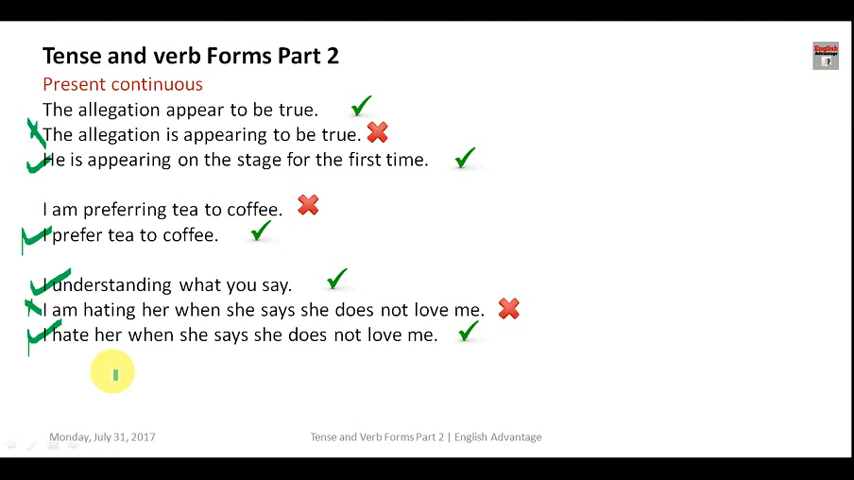 Tense and verb Forms Part 2
English
Advantage
Present continuous
The allegation appear to be true.
The allegation is appearing to be true.
He is appearing on the stage for the first time.
I am preferring tea to coffee.
I prefer tea to coffee.
I understanding what you say.
I am hating her when she says she does not love me.
I hate her when she says she does not love me.
Monday, July 31, 2017
Tense and Verb Forms Part 2 | English Advantage